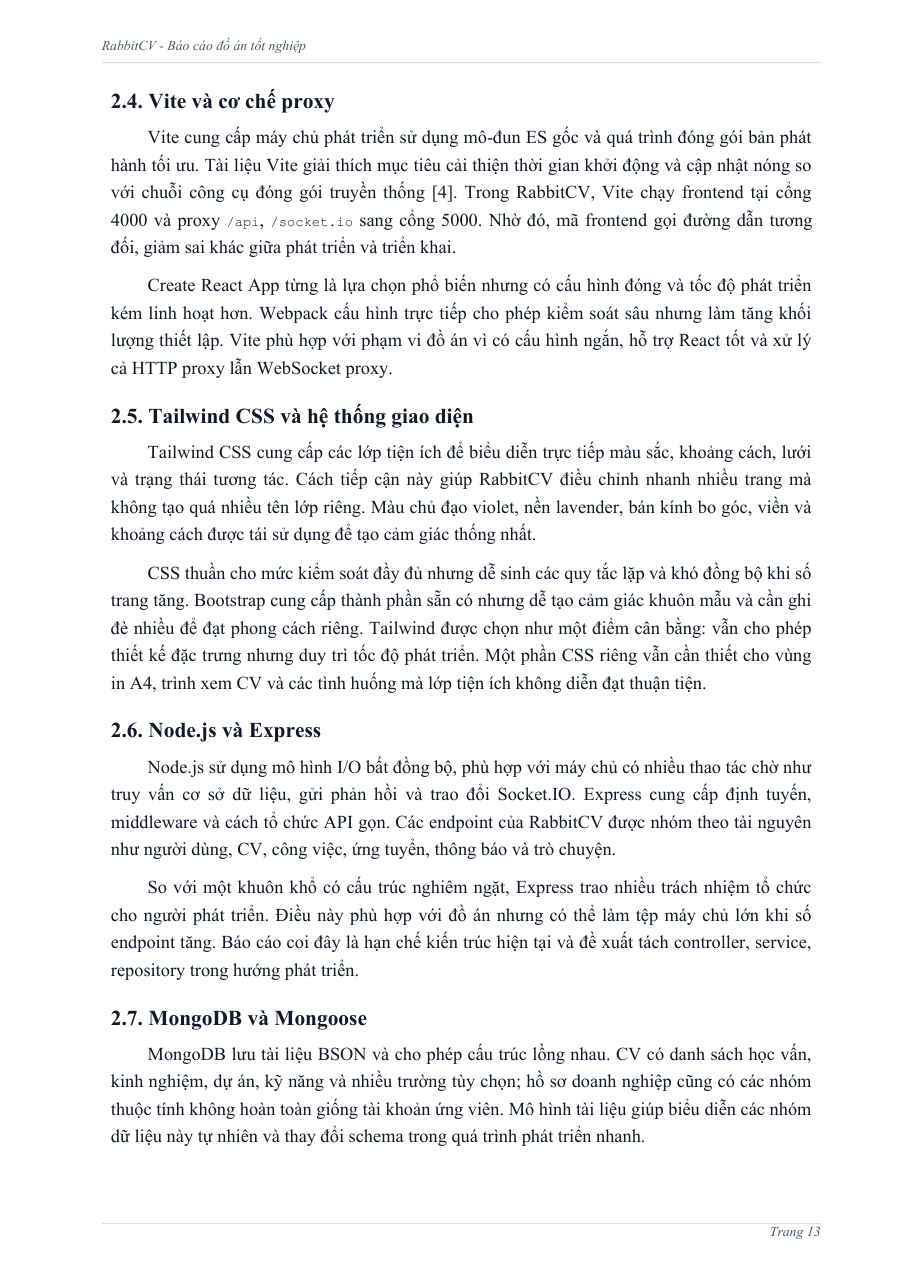 RabbitCV - Báo cáo đồ án tốt nghiệp
2.4. Vite và cơ chế proxy
Vite cung cấp máy chủ phát triển sử dụng mô-đun ES gốc và quá trình đóng gói bản phát
hành tối ưu. Tài liệu Vite giải thích mục tiêu cải thiện thời gian khởi động và cập nhật nóng so
với chuỗi công cụ đóng gói truyền thống [4]. Trong RabbitCV, Vite chạy frontend tại cổng
4000 và proxy /api, /socket.io sang cổng 5000. Nhờ đó, mã frontend gọi đường dẫn tương
đối, giảm sai khác giữa phát triển và triển khai.
Create React App từng là lựa chọn phổ biến nhưng có cấu hình đóng và tốc độ phát triển
kém linh hoạt hơn. Webpack cấu hình trực tiếp cho phép kiểm soát sâu nhưng làm tăng khối
lượng thiết lập. Vite phù hợp với phạm vi đồ án vì có cấu hình ngắn, hỗ trợ React tốt và xử lý
cả HTTP proxy lẫn WebSocket proxy.
2.5. Tailwind CSS và hệ thống giao diện
Tailwind CSS cung cấp các lớp tiện ích để biểu diễn trực tiếp màu sắc, khoảng cách, lưới
và trạng thái tương tác. Cách tiếp cận này giúp RabbitCV điều chỉnh nhanh nhiều trang mà
không tạo quá nhiều tên lớp riêng. Màu chủ đạo violet, nền lavender, bán kính bo góc, viền và
khoảng cách được tái sử dụng để tạo cảm giác thống nhất.
CSS thuần cho mức kiểm soát đầy đủ nhưng dễ sinh các quy tắc lặp và khó đồng bộ khi số
trang tăng. Bootstrap cung cấp thành phần sẵn có nhưng dễ tạo cảm giác khuôn mẫu và cần ghi
đè nhiều để đạt phong cách riêng. Tailwind được chọn như một điểm cân bằng: vẫn cho phép
thiết kế đặc trưng nhưng duy trì tốc độ phát triển. Một phần CSS riêng vẫn cần thiết cho vùng
in A4, trình xem CV và các tình huống mà lớp tiện ích không diễn đạt thuận tiện.
2.6. Node.js và Express
Node.js sử dụng mô hình I/O bất đồng bộ, phù hợp với máy chủ có nhiều thao tác chờ như
truy vấn cơ sở dữ liệu, gửi phản hồi và trao đổi Socket.IO. Express cung cấp định tuyến,
middleware và cách tổ chức API gọn. Các endpoint của RabbitCV được nhóm theo tài nguyên
như người dùng, CV, công việc, ứng tuyển, thông báo và trò chuyện.
So với một khuôn khổ có cấu trúc nghiêm ngặt, Express trao nhiều trách nhiệm tổ chức
cho người phát triển. Điều này phù hợp với đồ án nhưng có thể làm tệp máy chủ lớn khi số
endpoint tăng. Báo cáo coi đây là hạn chế kiến trúc hiện tại và đề xuất tách controller, service,
repository trong hướng phát triển.
2.7. MongoDB và Mongoose
MongoDB lưu tài liệu BSON và cho phép cấu trúc lồng nhau. CV có danh sách học vấn,
kinh nghiệm, dự án, kỹ năng và nhiều trường tùy chọn; hồ sơ doanh nghiệp cũng có các nhóm
thuộc tính không hoàn toàn giống tài khoản ứng viên. Mô hình tài liệu giúp biểu diễn các nhóm
dữ liệu này tự nhiên và thay đổi schema trong quá trình phát triển nhanh.
Trang 13